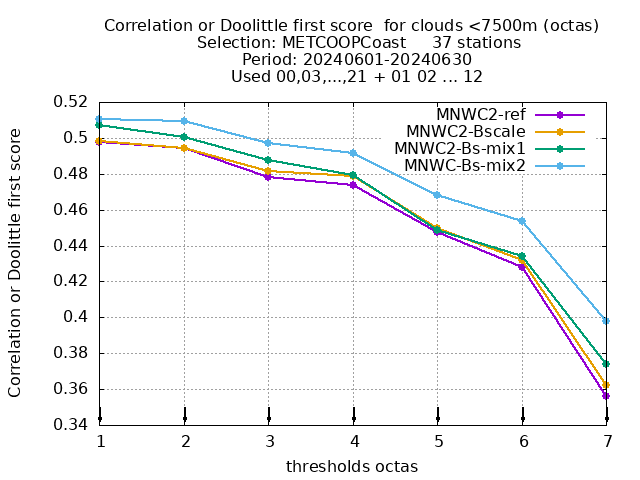 Correlation or Doolittle first score  for clouds <7500m (octas)
Selection: METCOOPCoast     37 stations
Period: 20240601-20240630
Used 00,03,...,21 + 01 02 ... 12
MNWC2-ref
MNWC2-Bscale
MNWC2-Bs-mix1
MNWC-Bs-mix2
Correlation or Doolittle first score
0.52
0.5
0.48
0.46
0.44
0.42
0.4
0.38
0.36
0.34
1 2 3 4 5 6 7
thresholds octas